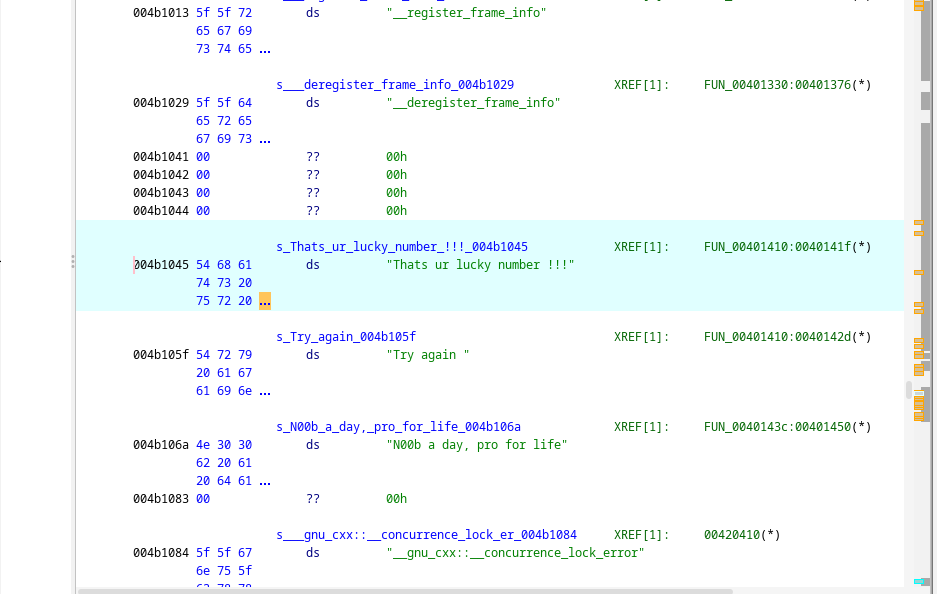 004b1013 5f 5f 72 ds "__register_frame_info"
65 67 69
73 74 65 ...
s___deregister_frame_info_004b1029 XREF[1]: FUN_00401330:00401376(*)
004b1029 5f 5f 64 ds "__deregister_frame_info"
65 72 65
67 69 73 ...
004b1041 00 ?? 00h
004b1042 00 ?? 00h
004b1043 00 ?? 00h
004b1044 00 ?? 00h
s_Thats_ur_lucky_number_!!!_004b1045 XREF[1]: FUN_00401410:0040141f(*)
004b1045 54 68 61 ds "Thats ur lucky number !!!"
74 73 20
75 72 20 ...
s_Try_again_004b105f XREF[1]: FUN_00401410:0040142d(*)
004b105f 54 72 79 ds "Try again "
20 61 67
61 69 6e ...
s_N00b_a_day,_pro_for_life_004b106a XREF[1]: FUN_0040143c:00401450(*)
004b106a 4e 30 30 ds "N00b a day, pro for life"
62 20 61
20 64 61 ...
004b1083 00 ?? 00h
s___gnu_cxx::__concurrence_lock_er_004b1084 XREF[1]: 00420410(*)
004b1084 5f 5f 67 ds "__gnu_cxx::__concurrence_lock_error"
6e 75 5f